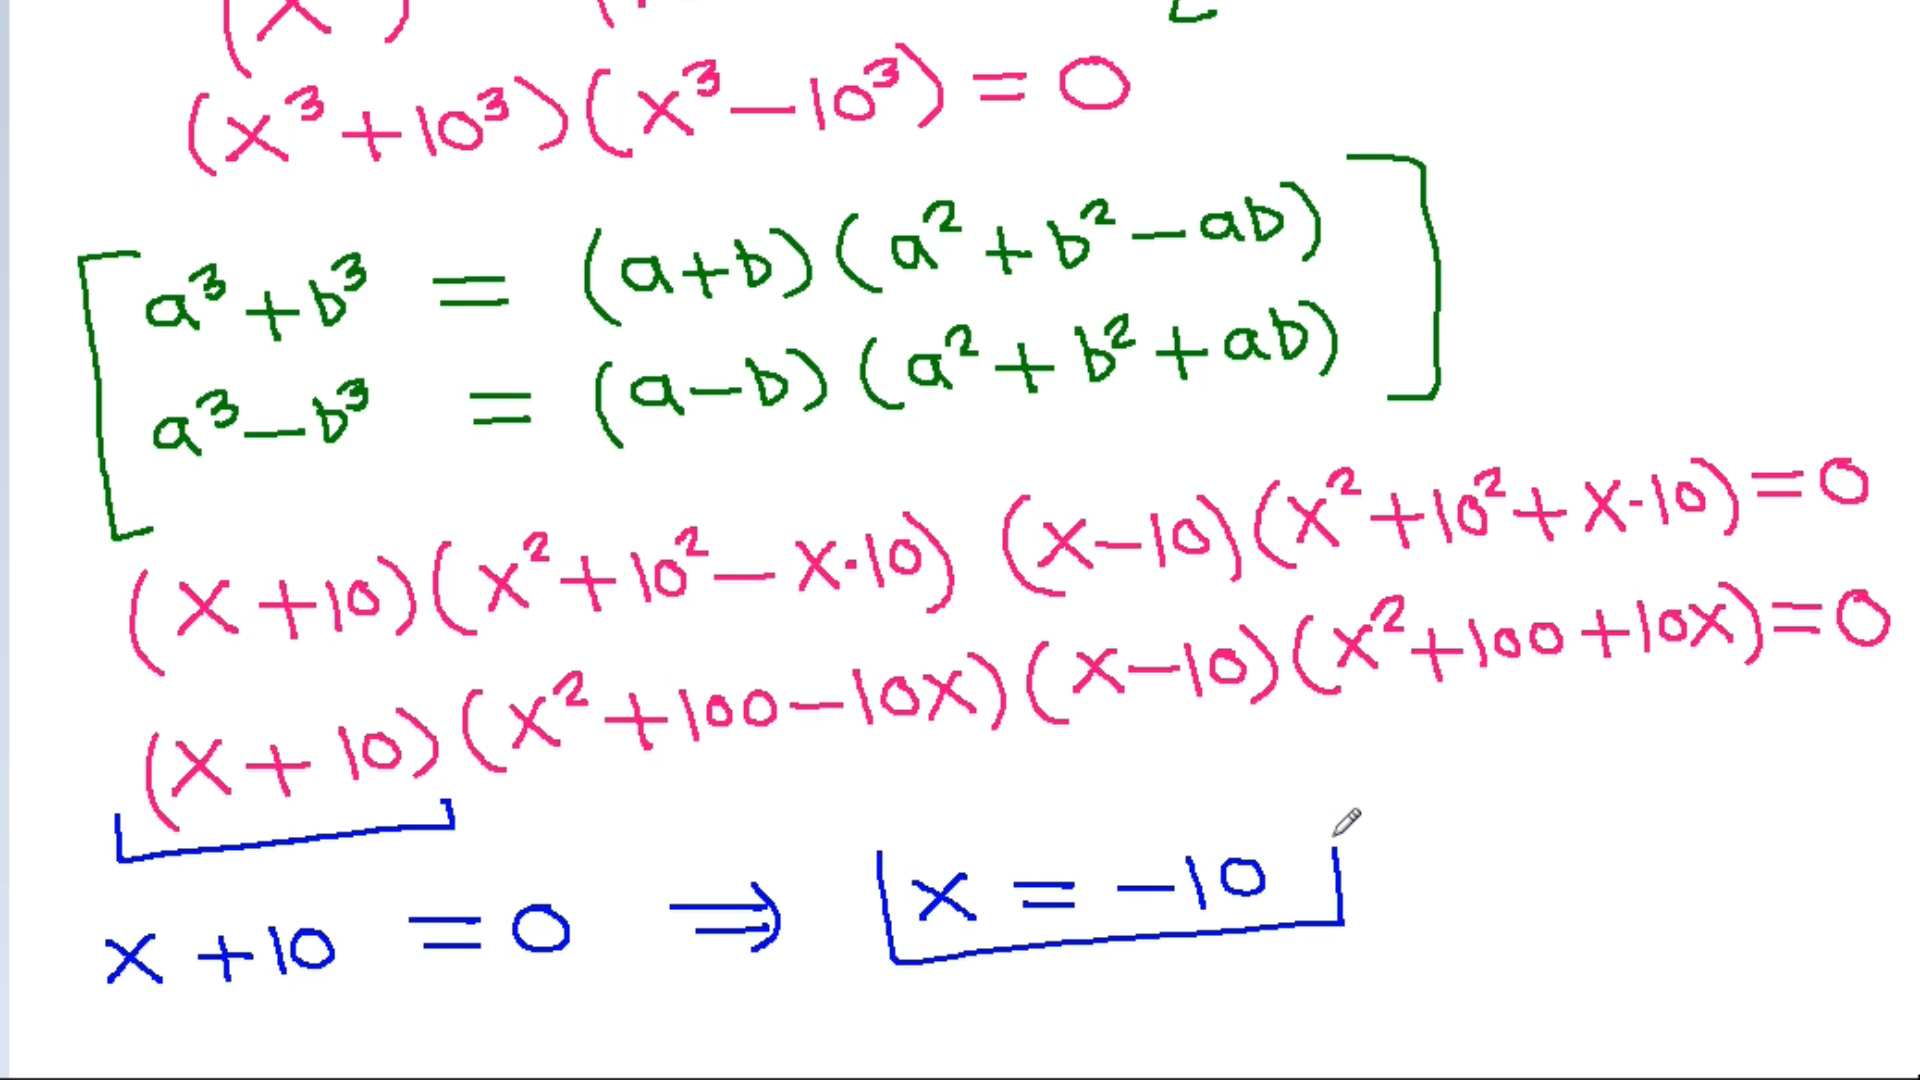 (x³+10³)(x³-10³)=0
a³+b³ = (a+b)(a²+b²-ab)
a³-b³ = (a-b)(a²+b²+ab)
(x+10)(x²+10²-x·10) (x-10)(x²+10²+x·10)=0
(x+10)(x²+100-10x)(x-10)(x²+100+10x)=0
x+10 = 0 ⇒ x = -10